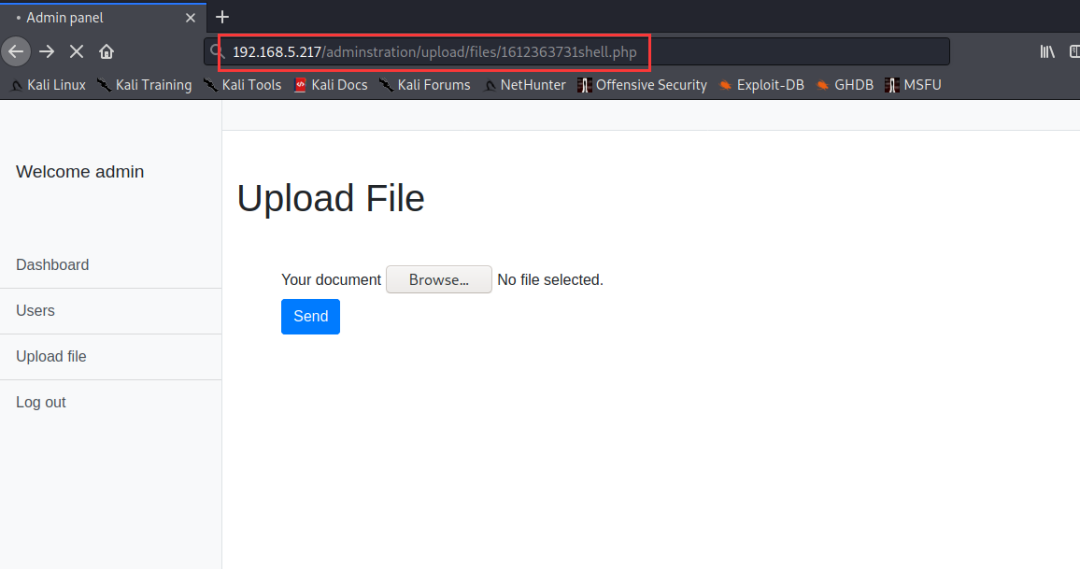 Admin panel
192.168.5.217/adminstration/upload/files/1612363731shell.php
Kali Linux Kali Training Kali Tools Kali Docs Kali Forums NetHunter Offensive Security Exploit-DB GHDB MSFU
Welcome admin
Dashboard
Users
Upload file
Log out
Upload File
Your document Browse... No file selected.
Send